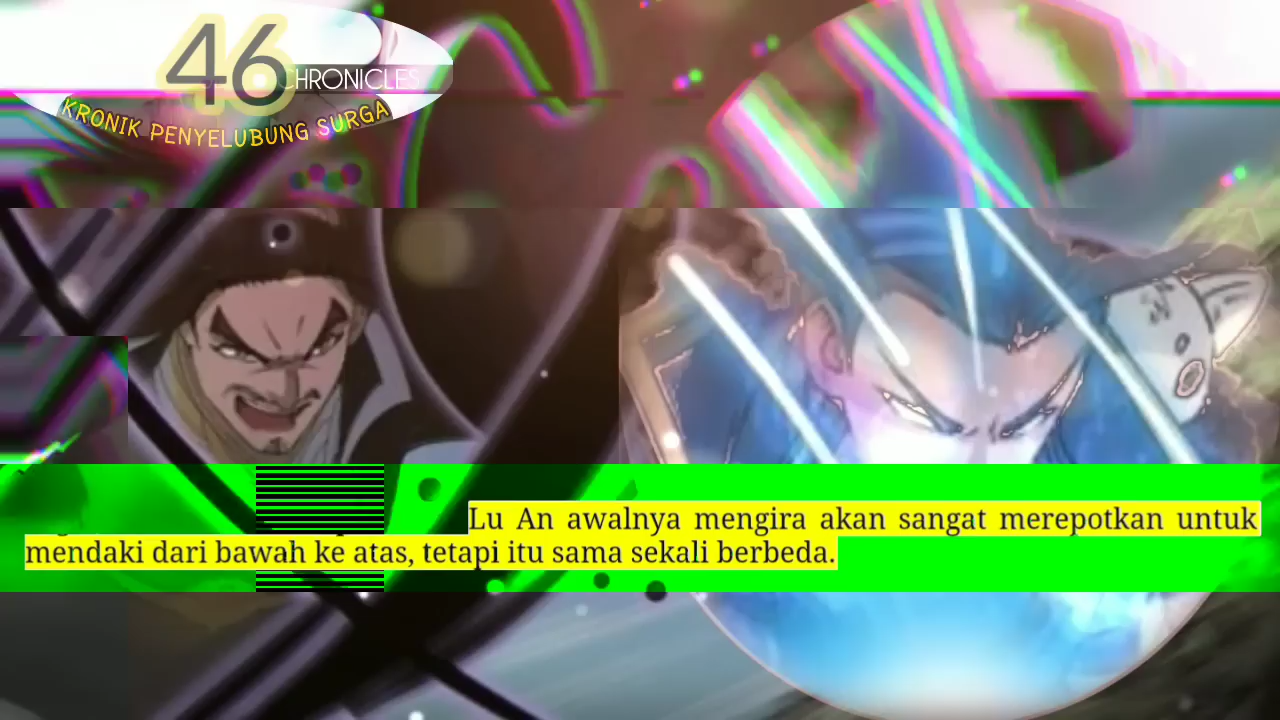 46
CHRONICLES
KRONIK PENYELUBUNG SURGA
Lu An awalnya mengira akan sangat merepotkan untuk
mendaki dari bawah ke atas, tetapi itu sama sekali berbeda.